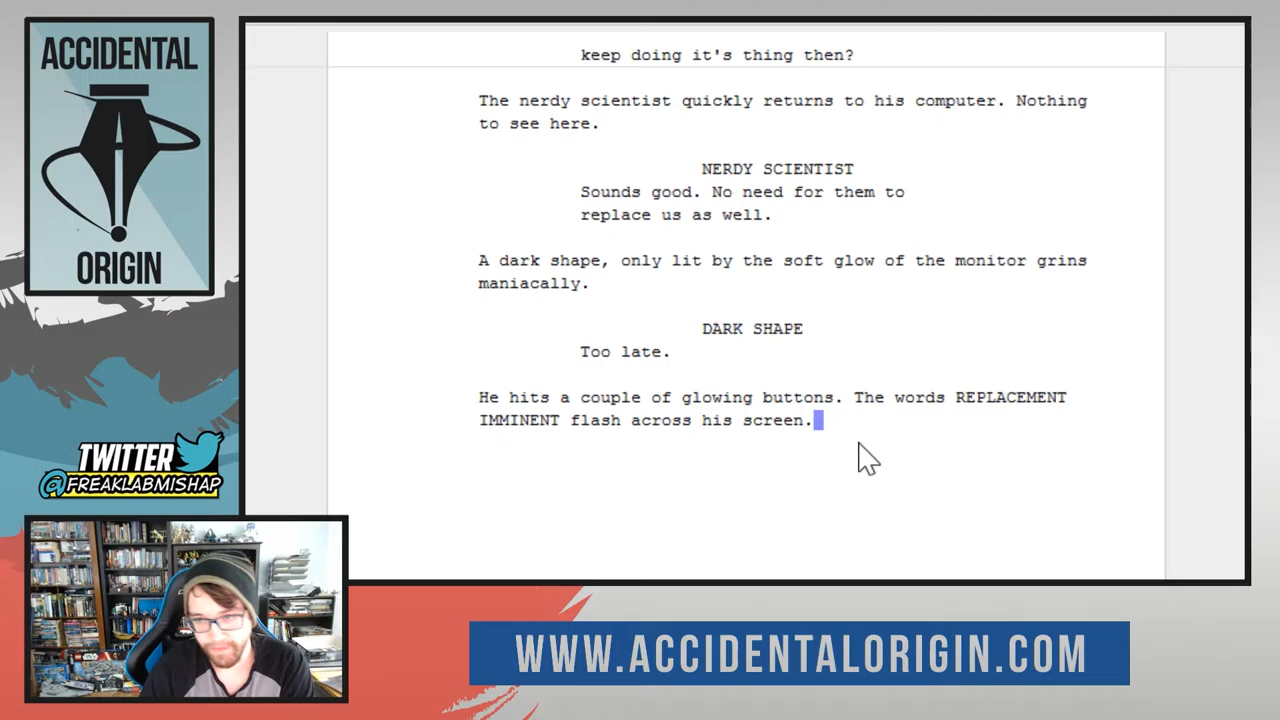 ACCIDENTAL
ORIGIN
keep doing it's thing then?
The nerdy scientist quickly returns to his computer. Nothing
to see here.
NERDY SCIENTIST
Sounds good. No need for them to
replace us as well.
A dark shape, only lit by the soft glow of the monitor grins
maniacally.
DARK SHAPE
Too late.
He hits a couple of glowing buttons. The words REPLACEMENT
IMMINENT flash across his screen.
TWITTER
@FREAKLABMISHAP
WWW.ACCIDENTALORIGIN.COM